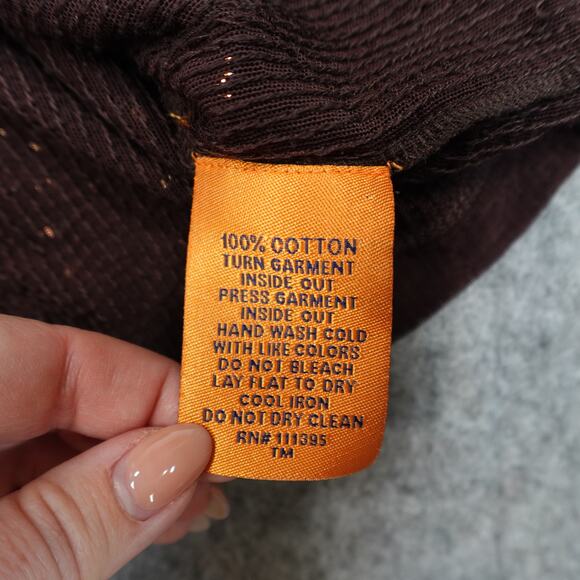 100% COTTON
TURN GARMENT
INSIDE OUT
PRESS GARMENT
INSIDE OUT
HAND WASH COLD
WITH LIKE COLORS
DO NOT BLEACH
LAY FLAT TO DRY
COOL IRON
DO NOT DRY CLEAN
RN# 111395
TM